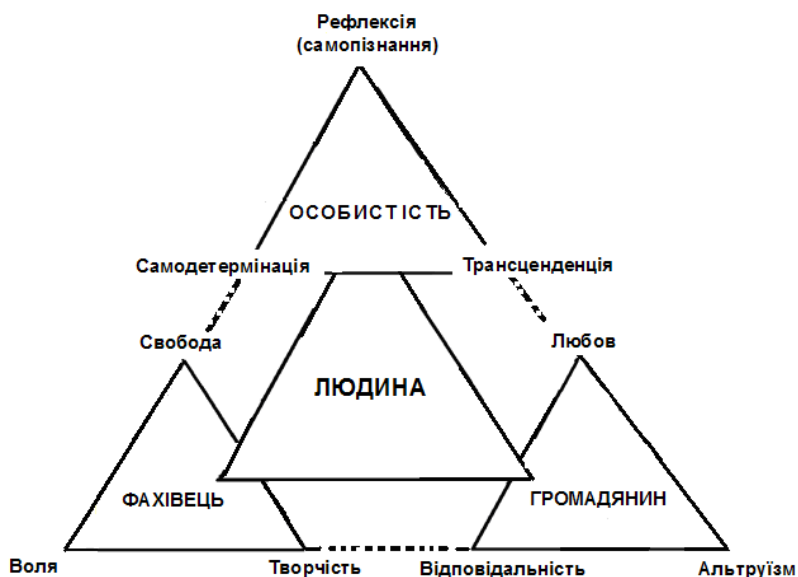 Рефлексія
(самопізнання)
ОСОБИСТІСТЬ
Самодетермінація
Трансценденція
Свобода
Любов
ЛЮДИНА
ФАХІВЕЦЬ
ГРОМАДЯНИН
Воля
Творчість
Відповідальність
Альтруїзм